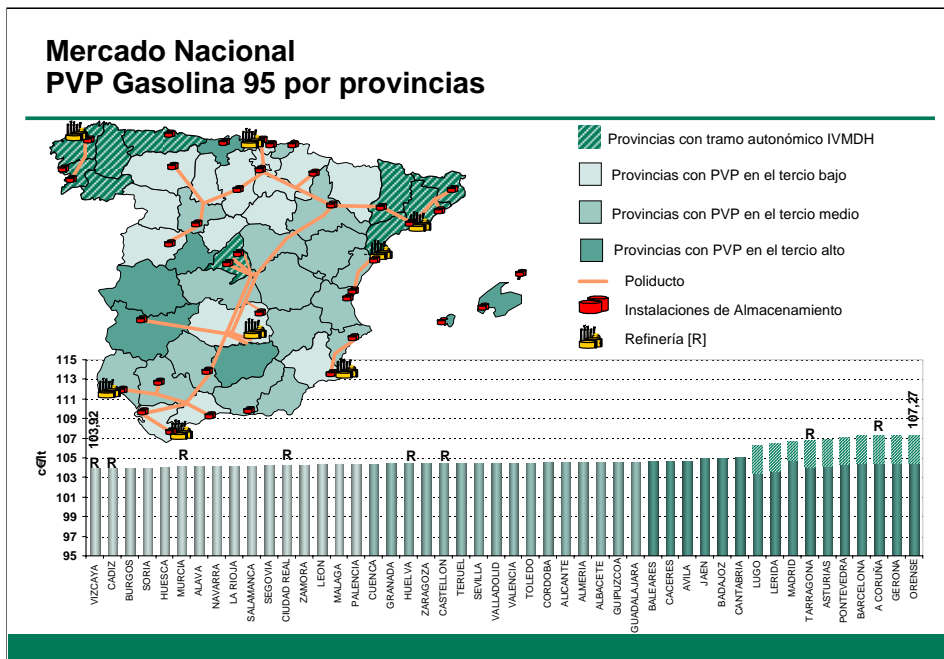 Mercado Nacional
PVP Gasolina 95 por provincias
Provincias con tramo autonómico IVMDH
Provincias con PVP en el tercio bajo
Provincias con PVP en el tercio medio
Provincias con PVP en el tercio alto
Poliducto
Instalaciones de Almacenamiento
Refinería [R]
115
113
111
109
107
105
103
101
99
97
95
c€/lt
103,92
107,27
R
R
R
R
R
R
R
R
VIZCAYA
CADIZ
BURGOS
SORIA
HUESCA
MURCIA
ALAVA
NAVARRA
LA RIOJA
SALAMANCA
SEGOVIA
CIUDAD REAL
ZAMORA
LEON
MALAGA
PALENCIA
CUENCA
GRANADA
HUELVA
ZARAGOZA
CASTELLON
TERUEL
SEVILLA
VALLADOLID
VALENCIA
TOLEDO
CORDOBA
ALICANTE
ALMERIA
ALBACETE
GUIPUZCOA
GUADALAJARA
BALEARES
CACERES
AVILA
JAEN
BADAJOZ
CANTABRIA
LUGO
LERIDA
MADRID
TARRAGONA
ASTURIAS
PONTEVEDRA
BARCELONA
A CORUÑA
GERONA
ORENSE